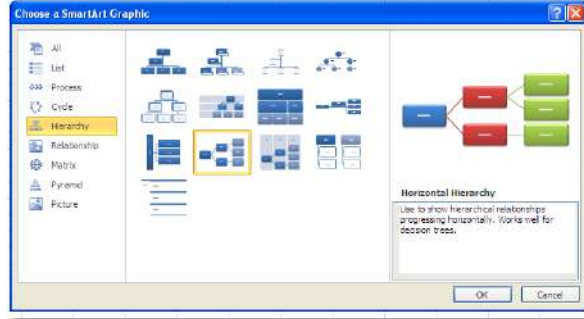 Choose a SmartArt Graphic
All
List
Process
Cycle
Hierarchy
Relationship
Matrix
Pyramid
Picture
Horizontal Hierarchy
Use to show hierarchical relationships
progressing horizontally. Works well for
decision trees.
OK
Cancel